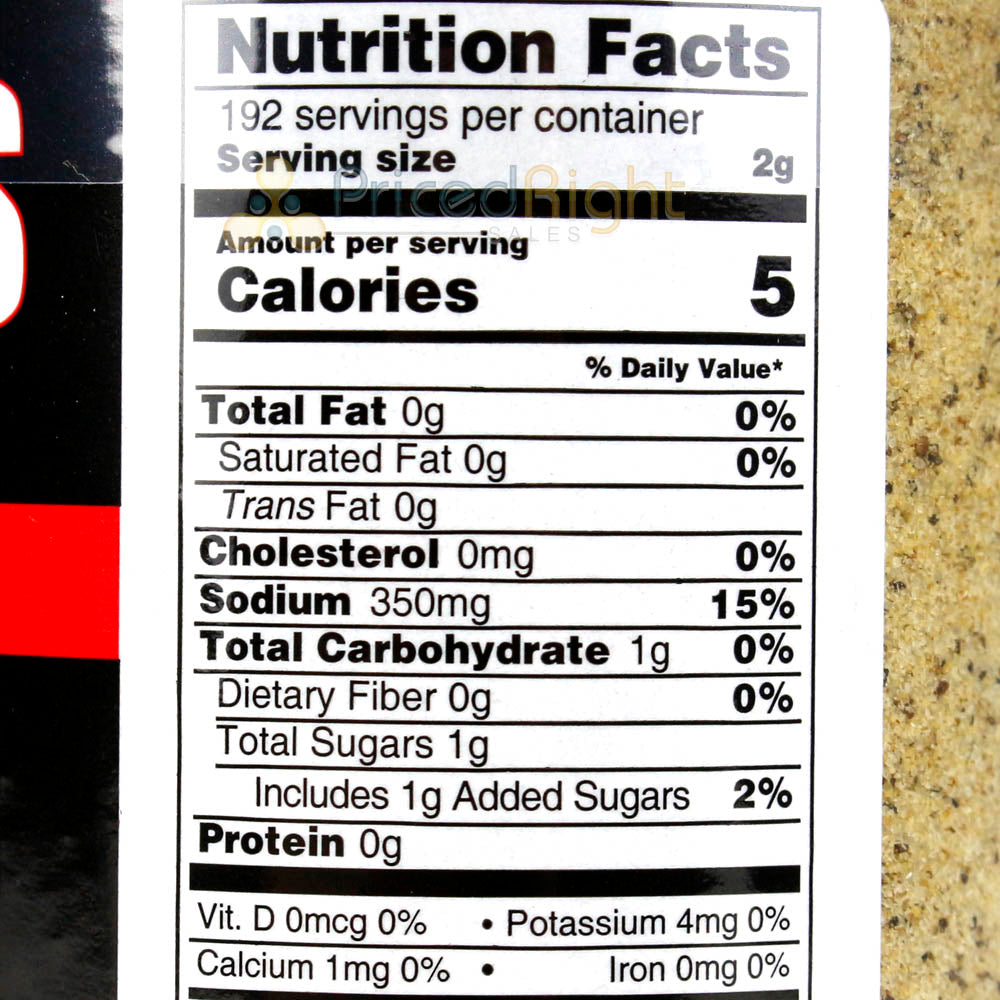 Nutrition Facts
192 servings per container
Serving size 2g
PricedRight
SALES
Amount per serving
Calories 5
% Daily Value*
Total Fat 0g 0%
Saturated Fat 0g 0%
Trans Fat 0g
Cholesterol 0mg 0%
Sodium 350mg 15%
Total Carbohydrate 1g 0%
Dietary Fiber 0g 0%
Total Sugars 1g
Includes 1g Added Sugars 2%
Protein 0g
Vit. D 0mcg 0% • Potassium 4mg 0%
Calcium 1mg 0% • Iron 0mg 0%